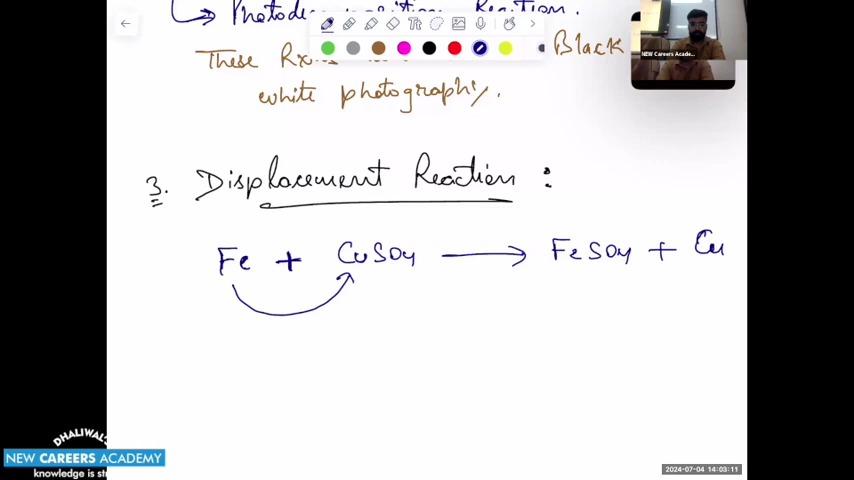 Photodecomposition Reaction.
These Rxns Black
white photography.
3. Displacement Reaction :
Fe + CuSO4 → FeSO4 + Cu
NEW Careers Acade...
DHALIWAL'S
NEW CAREERS ACADEMY
knowledge is st
2024-07-04 14:03:11